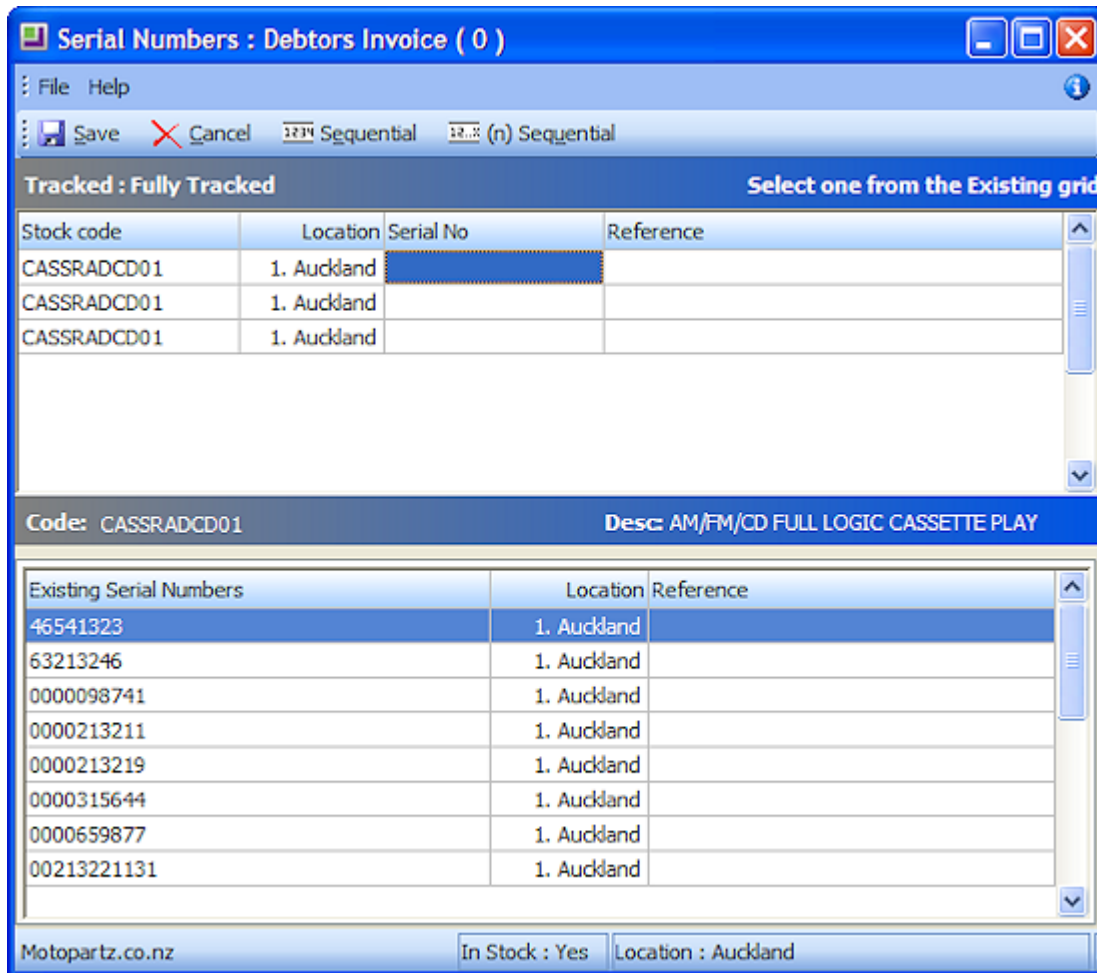 Serial Numbers : Debtors Invoice ( 0 )
File Help
Save Cancel 1234 Sequential (n) Sequential
Tracked : Fully Tracked Select one from the Existing grid
Stock code Location Serial No Reference
CASSRADCD01 1. Auckland
CASSRADCD01 1. Auckland
CASSRADCD01 1. Auckland
Code: CASSRADCD01 Desc: AM/FM/CD FULL LOGIC CASSETTE PLAY
Existing Serial Numbers Location Reference
46541323 1. Auckland
63213246 1. Auckland
0000098741 1. Auckland
0000213211 1. Auckland
0000213219 1. Auckland
0000315644 1. Auckland
0000659877 1. Auckland
00213221131 1. Auckland
Motopartz.co.nz In Stock : Yes Location : Auckland